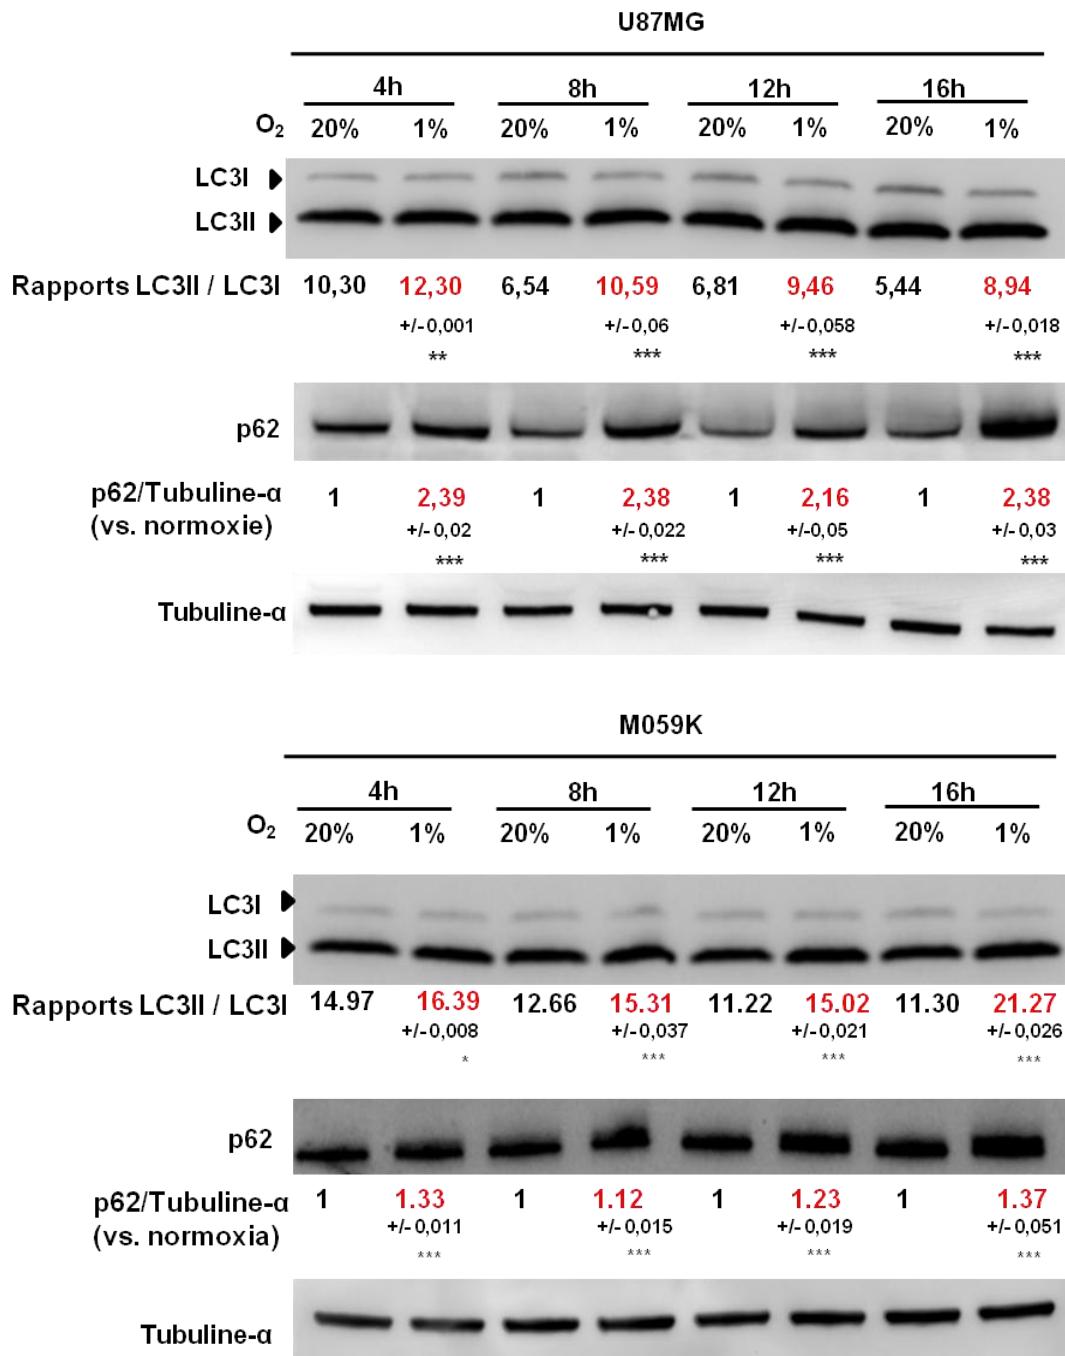 U87MG
4h 8h 12h 16h
O₂ 20% 1% 20% 1% 20% 1% 20% 1%
LC3I
LC3II
Rapports LC3II / LC3I 10,30 12,30 6,54 10,59 6,81 9,46 5,44 8,94
+/-0,001 +/-0,06 +/-0,058 +/-0,018
** *** *** ***
p62
p62/Tubuline-α 1 2,39 1 2,38 1 2,16 1 2,38
(vs. normoxie) +/-0,02 +/-0,022 +/-0,05 +/-0,03
*** *** *** ***
Tubuline-α
M059K
4h 8h 12h 16h
O₂ 20% 1% 20% 1% 20% 1% 20% 1%
LC3I
LC3II
Rapports LC3II / LC3I 14.97 16.39 12.66 15.31 11.22 15.02 11.30 21.27
+/-0,008 +/-0,037 +/-0,021 +/-0,026
* *** *** ***
p62
p62/Tubuline-α 1 1.33 1 1.12 1 1.23 1 1.37
(vs. normoxia) +/-0,011 +/-0,015 +/-0,019 +/-0,051
*** *** *** ***
Tubuline-α